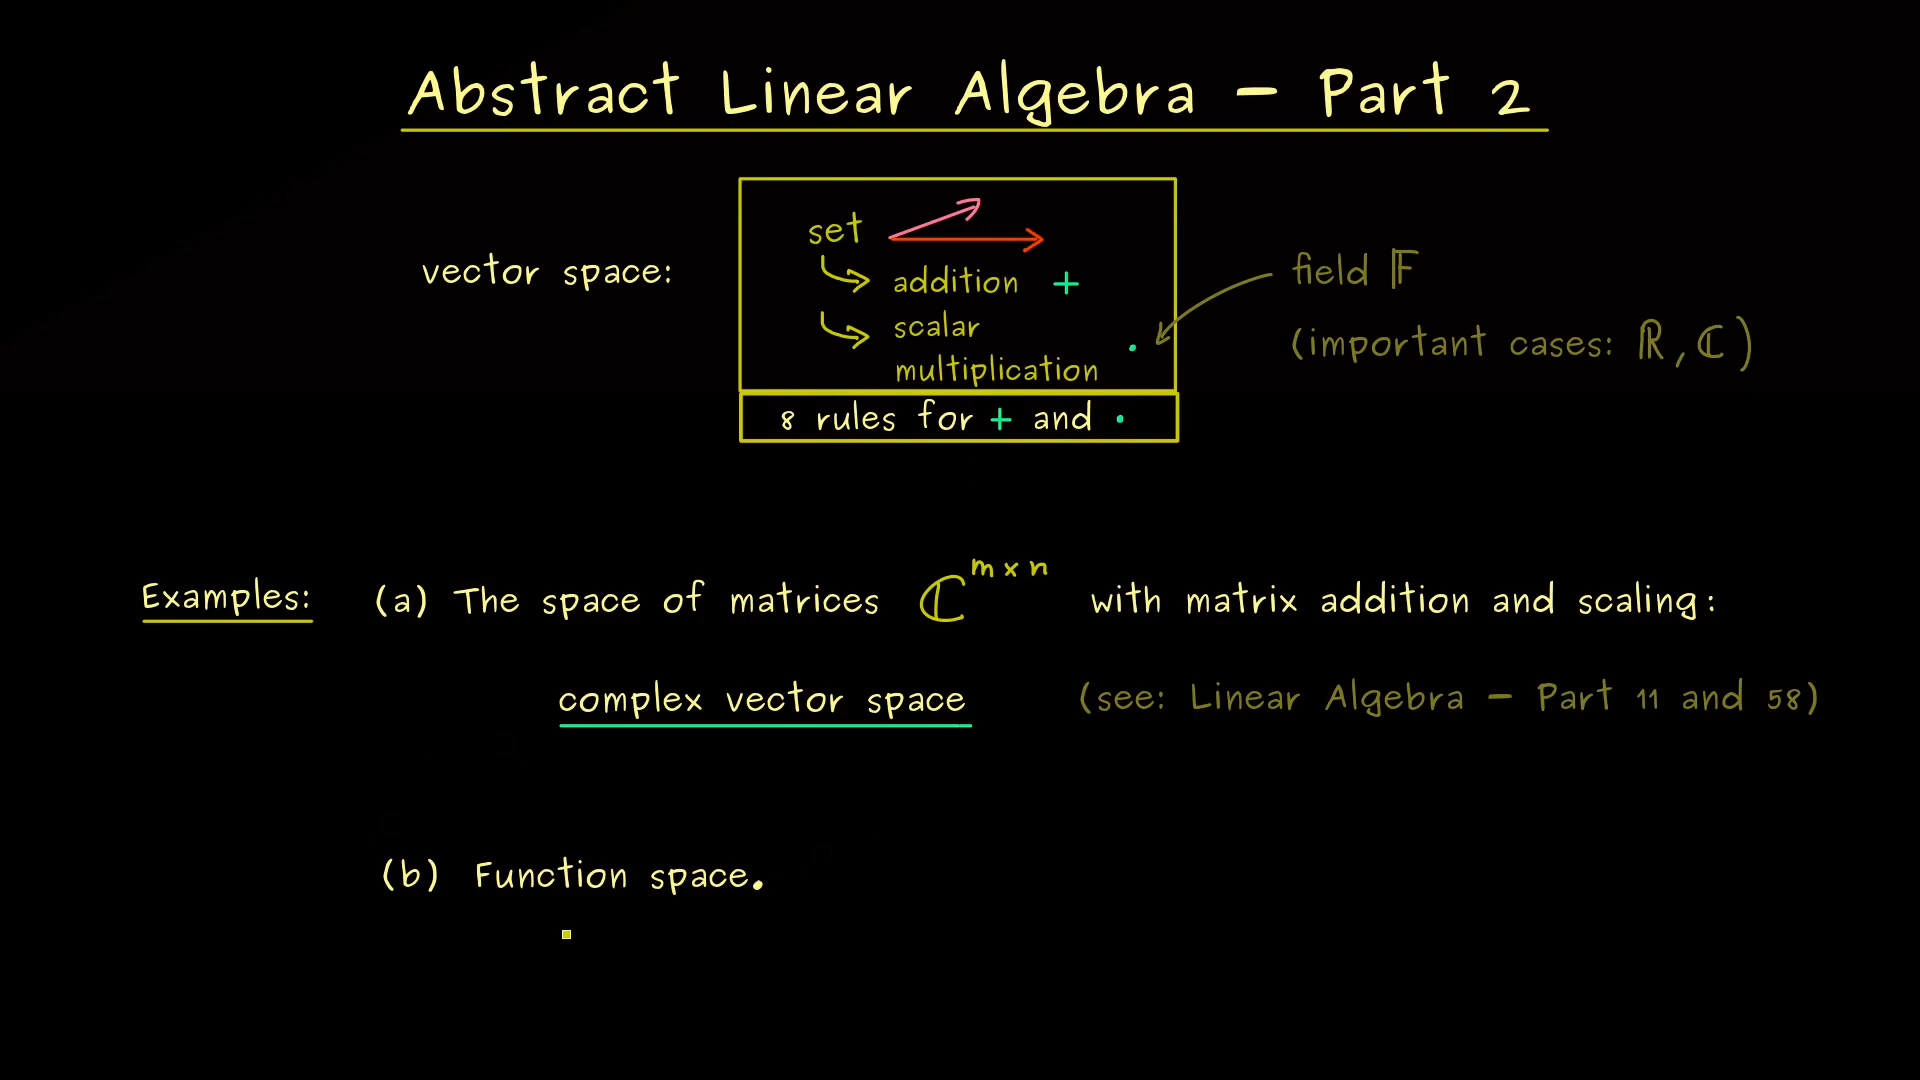 Abstract Linear Algebra - Part 2
vector space:
set
addition +
scalar
multiplication ·
8 rules for + and ·
field 𝔽
(important cases: ℝ, ℂ)
Examples: (a) The space of matrices ℂ^{m×n} with matrix addition and scaling:
complex vector space (see: Linear Algebra - Part 11 and 58)
(b) Function space.